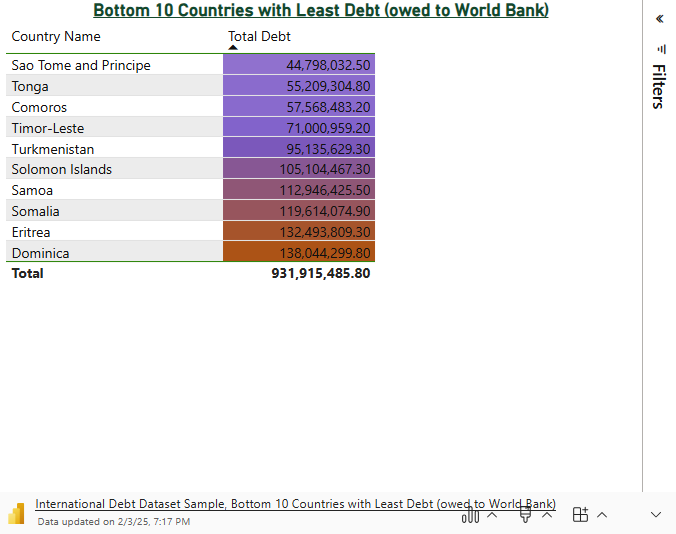 Bottom 10 Countries with Least Debt (owed to World Bank)
Country Name Total Debt
Sao Tome and Principe 44,798,032.50
Tonga 55,209,304.80
Comoros 57,568,483.20
Timor-Leste 71,000,959.20
Turkmenistan 95,135,629.30
Solomon Islands 105,104,467.30
Samoa 112,946,425.50
Somalia 119,614,074.90
Eritrea 132,493,809.30
Dominica 138,044,299.80
Total 931,915,485.80
Filters
International Debt Dataset Sample, Bottom 10 Countries with Least Debt (owed to World Bank)
Data updated on 2/3/25, 7:17 PM